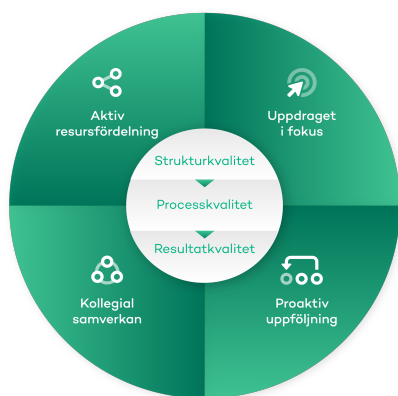 Aktiv
resursfördelning
Uppdraget
i fokus
Strukturkvalitet
Processkvalitet
Resultatkvalitet
Kollegial
samverkan
Proaktiv
uppföljning